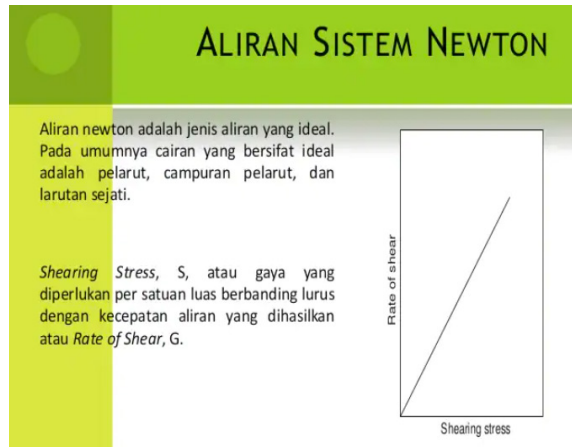 ALIRAN SISTEM NEWTON
Aliran newton adalah jenis aliran yang ideal.
Pada umumnya cairan yang bersifat ideal
adalah pelarut, campuran pelarut, dan
larutan sejati.
Shearing Stress, S, atau gaya yang
diperlukan per satuan luas berbanding lurus
dengan kecepatan aliran yang dihasilkan
atau Rate of Shear, G.
Rate of shear
Shearing stress